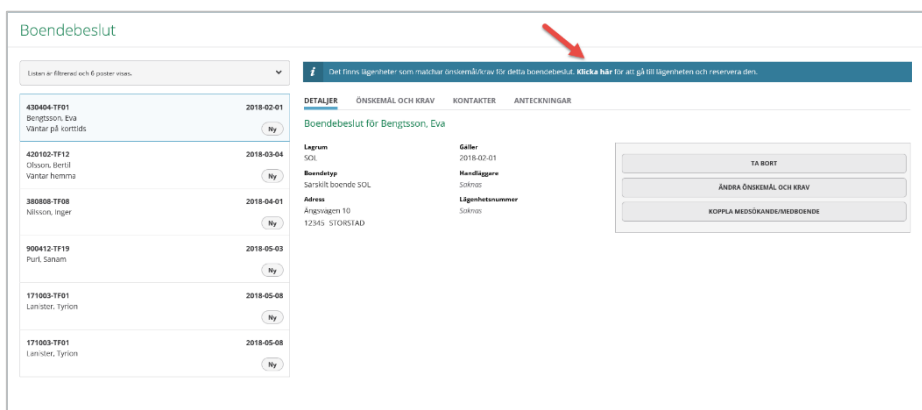 Boendebeslut
Listan är filtrerad och 6 poster visas.
430404-TF01 2018-02-01
Bengtsson, Eva
Väntar på korttids Ny
420102-TF12 2018-03-04
Olsson, Bertil
Väntar hemma Ny
380808-TF08 2018-04-01
Nilsson, Inger
Ny
900412-TF19 2018-05-03
Puri, Sanam
Ny
171003-TF01 2018-05-08
Lanister, Tyrion
Ny
171003-TF01 2018-05-08
Lanister, Tyrion
Ny
i Det finns lägenheter som matchar önskemål/krav för detta boendebeslut. Klicka här för att gå till lägenheten och reservera den.
DETALJER ÖNSKEMÅL OCH KRAV KONTAKTER ANTECKNINGAR
Boendebeslut för Bengtsson, Eva
Lagrum Gäller
SOL 2018-02-01
Boendetyp Handläggare
Särskilt boende SOL Saknas
Adress Lägenhetsnummer
Ängsvägen 10 Saknas
12345 STORSTAD
TA BORT
ÄNDRA ÖNSKEMÅL OCH KRAV
KOPPLA MEDSÖKANDE/MEDBOENDE